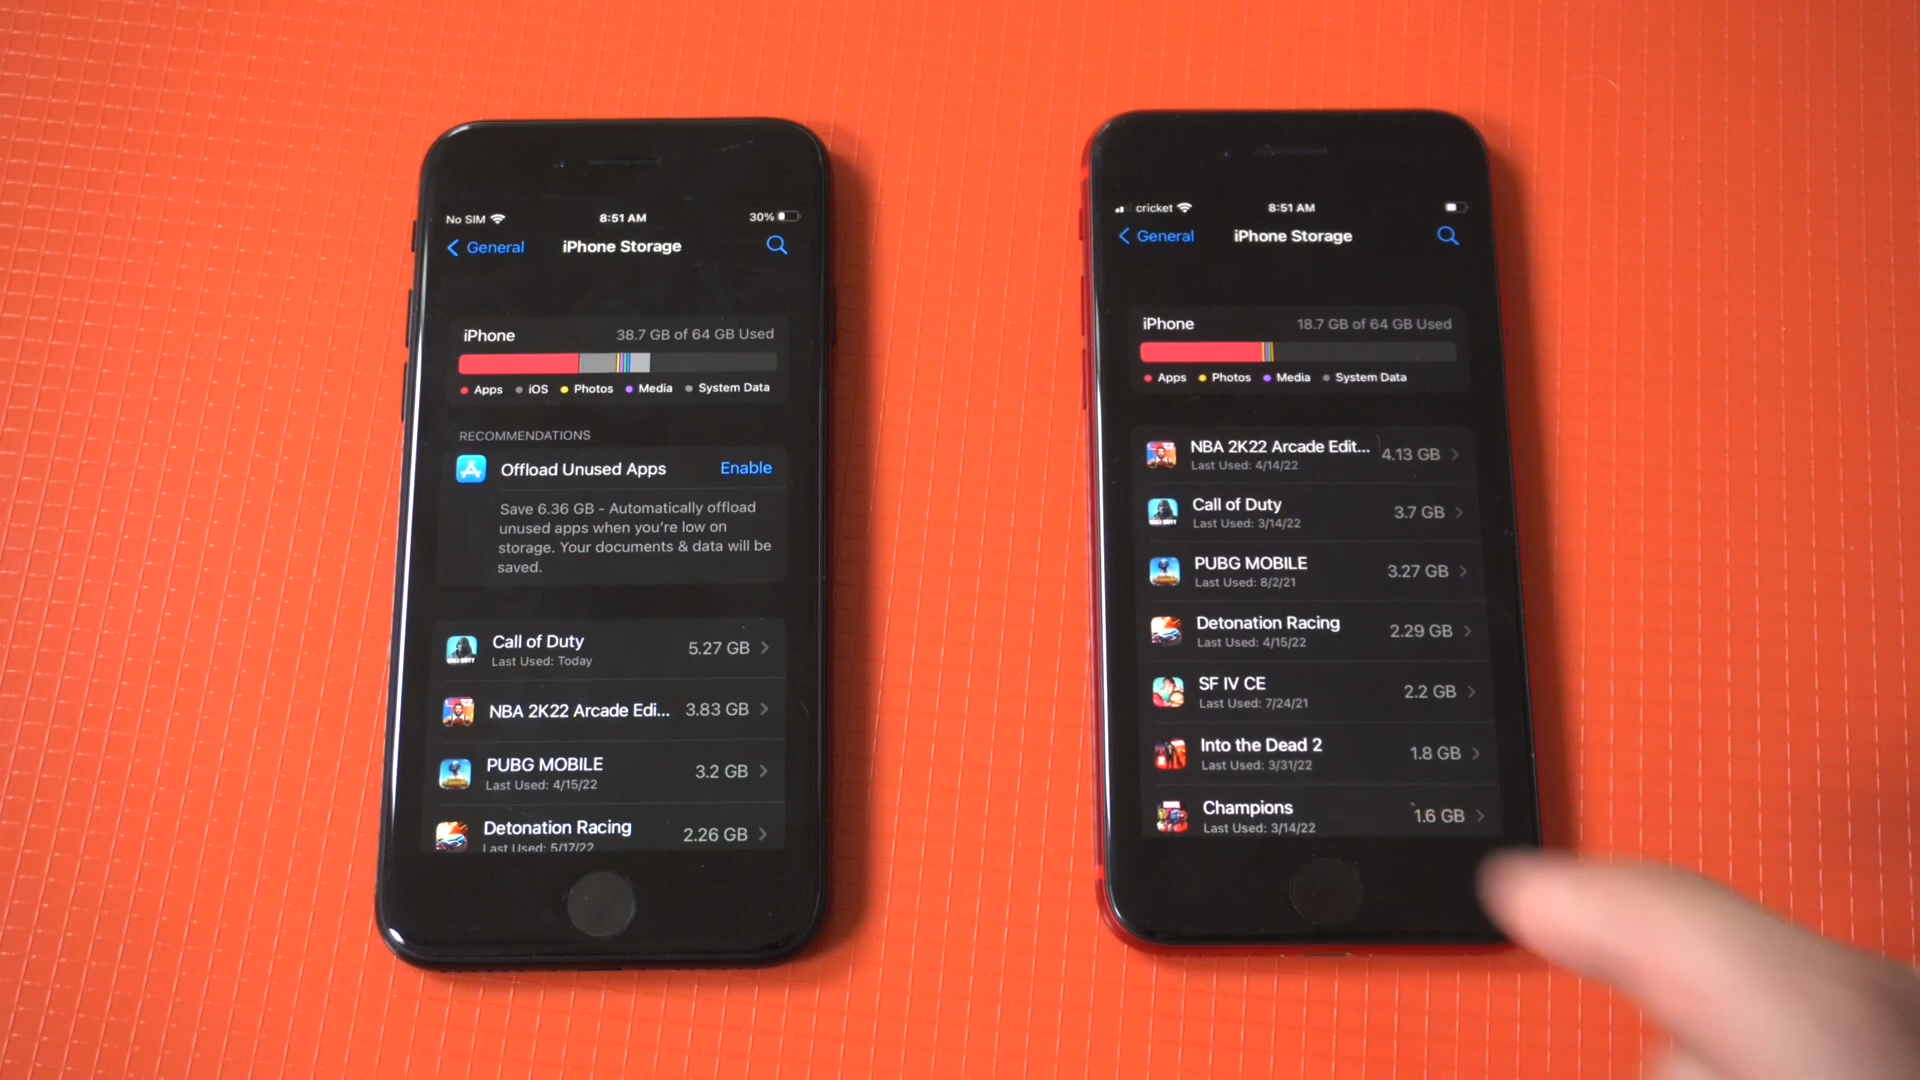 No SIM 8:51 AM 30%
General iPhone Storage
iPhone 38.7 GB of 64 GB Used
Apps iOS Photos Media System Data
RECOMMENDATIONS
Offload Unused Apps Enable
Save 6.36 GB - Automatically offload
unused apps when you're low on
storage. Your documents & data will be
saved.
Call of Duty 5.27 GB
Last Used: Today
NBA 2K22 Arcade Edi... 3.83 GB
PUBG MOBILE 3.2 GB
Last Used: 4/15/22
Detonation Racing 2.26 GB
Last Used: 5/17/22
cricket 8:51 AM
General iPhone Storage
iPhone 18.7 GB of 64 GB Used
Apps Photos Media System Data
NBA 2K22 Arcade Edit... 4.13 GB
Last Used: 4/14/22
Call of Duty 3.7 GB
Last Used: 3/14/22
PUBG MOBILE 3.27 GB
Last Used: 8/2/21
Detonation Racing 2.29 GB
Last Used: 4/15/22
SF IV CE 2.2 GB
Last Used: 7/24/21
Into the Dead 2 1.8 GB
Last Used: 3/31/22
Champions 1.6 GB
Last Used: 3/14/22